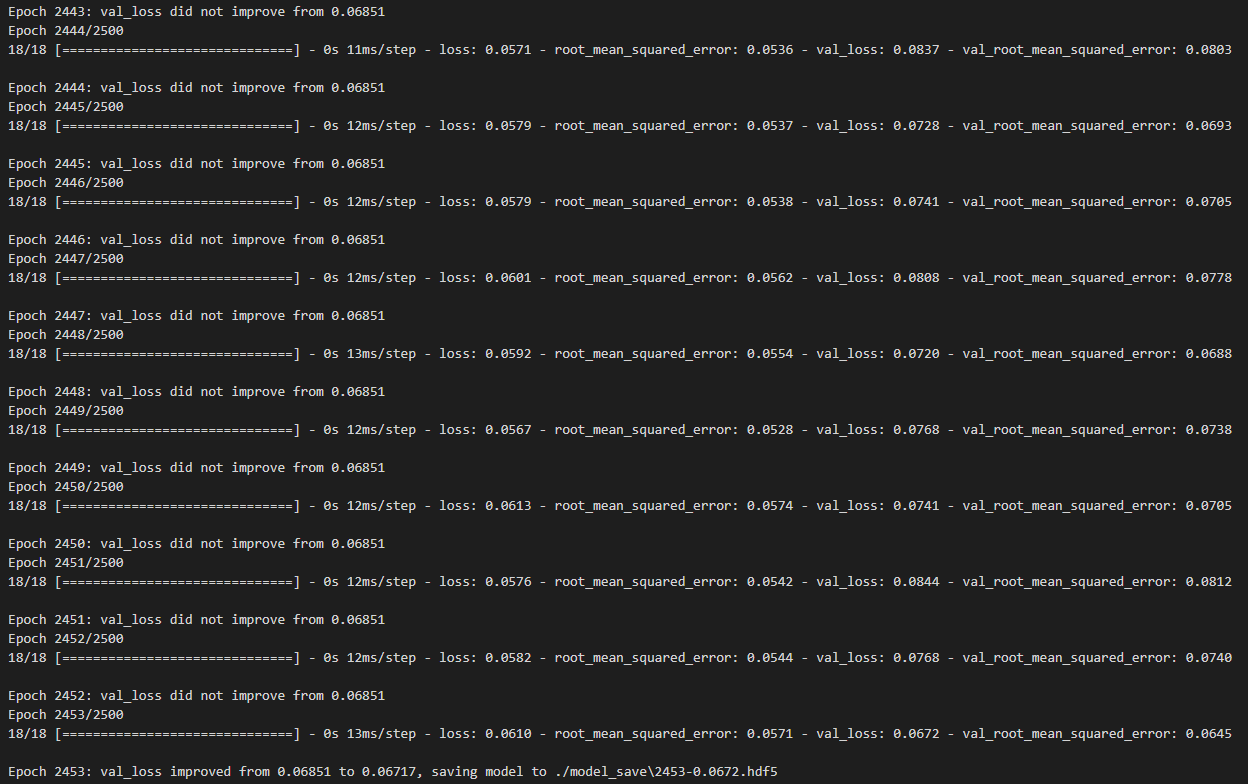 Epoch 2443: val_loss did not improve from 0.06851
Epoch 2444/2500
18/18 [==============================] - 0s 11ms/step - loss: 0.0571 - root_mean_squared_error: 0.0536 - val_loss: 0.0837 - val_root_mean_squared_error: 0.0803
Epoch 2444: val_loss did not improve from 0.06851
Epoch 2445/2500
18/18 [==============================] - 0s 12ms/step - loss: 0.0579 - root_mean_squared_error: 0.0537 - val_loss: 0.0728 - val_root_mean_squared_error: 0.0693
Epoch 2445: val_loss did not improve from 0.06851
Epoch 2446/2500
18/18 [==============================] - 0s 12ms/step - loss: 0.0579 - root_mean_squared_error: 0.0538 - val_loss: 0.0741 - val_root_mean_squared_error: 0.0705
Epoch 2446: val_loss did not improve from 0.06851
Epoch 2447/2500
18/18 [==============================] - 0s 12ms/step - loss: 0.0601 - root_mean_squared_error: 0.0562 - val_loss: 0.0808 - val_root_mean_squared_error: 0.0778
Epoch 2447: val_loss did not improve from 0.06851
Epoch 2448/2500
18/18 [==============================] - 0s 13ms/step - loss: 0.0592 - root_mean_squared_error: 0.0554 - val_loss: 0.0720 - val_root_mean_squared_error: 0.0688
Epoch 2448: val_loss did not improve from 0.06851
Epoch 2449/2500
18/18 [==============================] - 0s 12ms/step - loss: 0.0567 - root_mean_squared_error: 0.0528 - val_loss: 0.0768 - val_root_mean_squared_error: 0.0738
Epoch 2449: val_loss did not improve from 0.06851
Epoch 2450/2500
18/18 [==============================] - 0s 12ms/step - loss: 0.0613 - root_mean_squared_error: 0.0574 - val_loss: 0.0741 - val_root_mean_squared_error: 0.0705
Epoch 2450: val_loss did not improve from 0.06851
Epoch 2451/2500
18/18 [==============================] - 0s 12ms/step - loss: 0.0576 - root_mean_squared_error: 0.0542 - val_loss: 0.0844 - val_root_mean_squared_error: 0.0812
Epoch 2451: val_loss did not improve from 0.06851
Epoch 2452/2500
18/18 [==============================] - 0s 12ms/step - loss: 0.0582 - root_mean_squared_error: 0.0544 - val_loss: 0.0768 - val_root_mean_squared_error: 0.0740
Epoch 2452: val_loss did not improve from 0.06851
Epoch 2453/2500
18/18 [==============================] - 0s 13ms/step - loss: 0.0610 - root_mean_squared_error: 0.0571 - val_loss: 0.0672 - val_root_mean_squared_error: 0.0645
Epoch 2453: val_loss improved from 0.06851 to 0.06717, saving model to ./model_save\2453-0.0672.hdf5